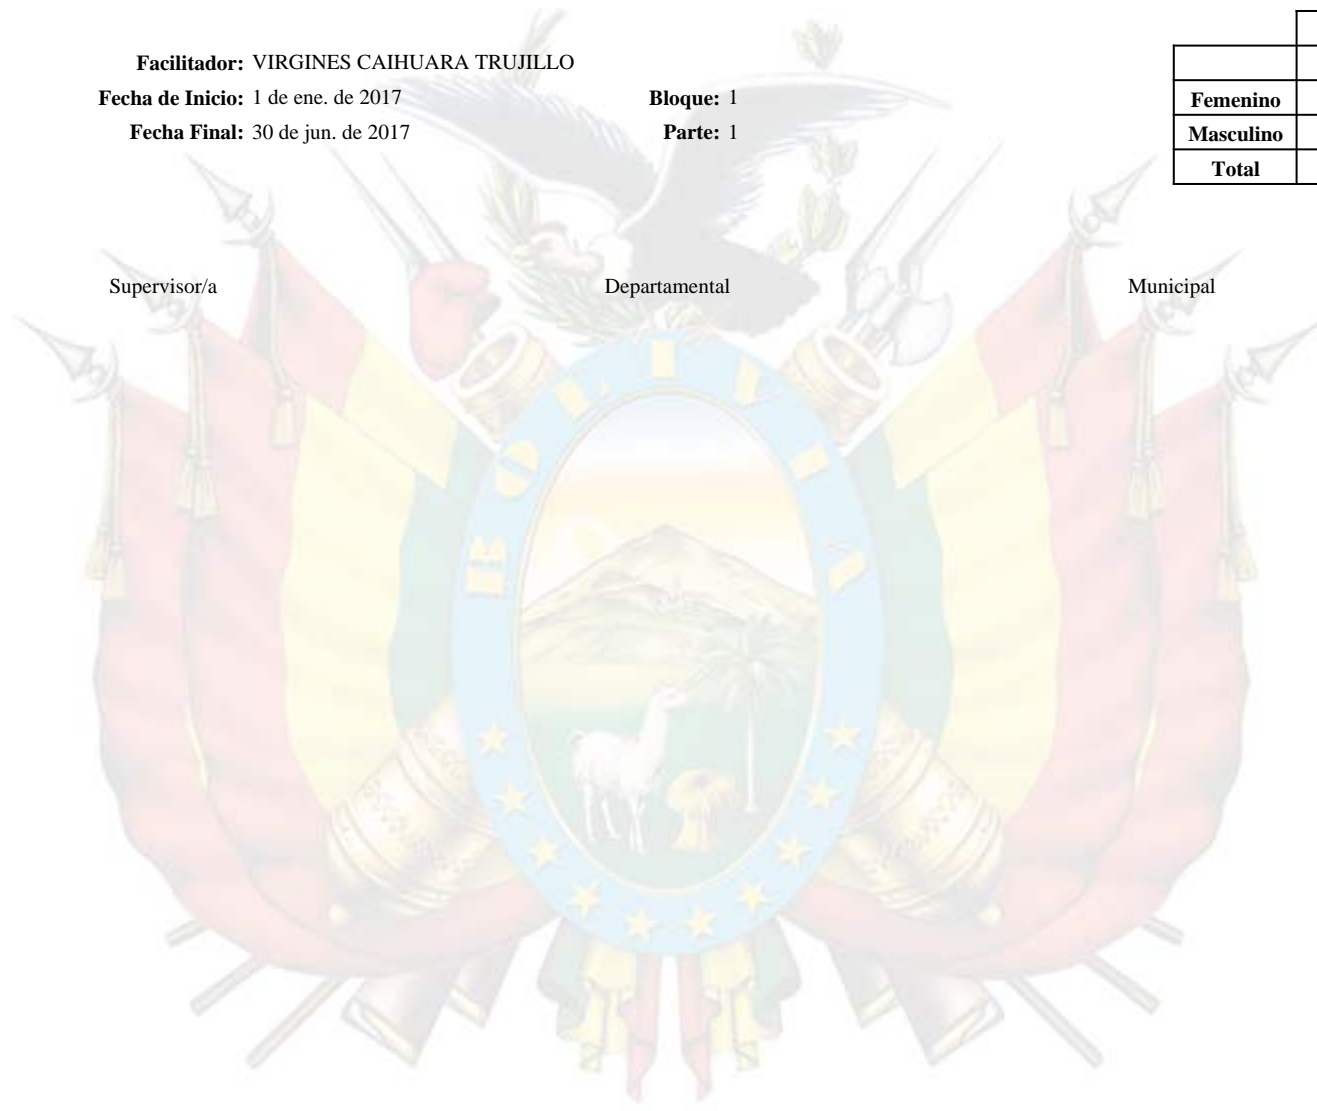 Facilitador: VIRGINES CAIHUARA TRUJILLO
Fecha de Inicio: 1 de ene. de 2017 Bloque: 1
Fecha Final: 30 de jun. de 2017 Parte: 1
Femenino
Masculino
Total
Supervisor/a Departamental Municipal
BOLIVIA